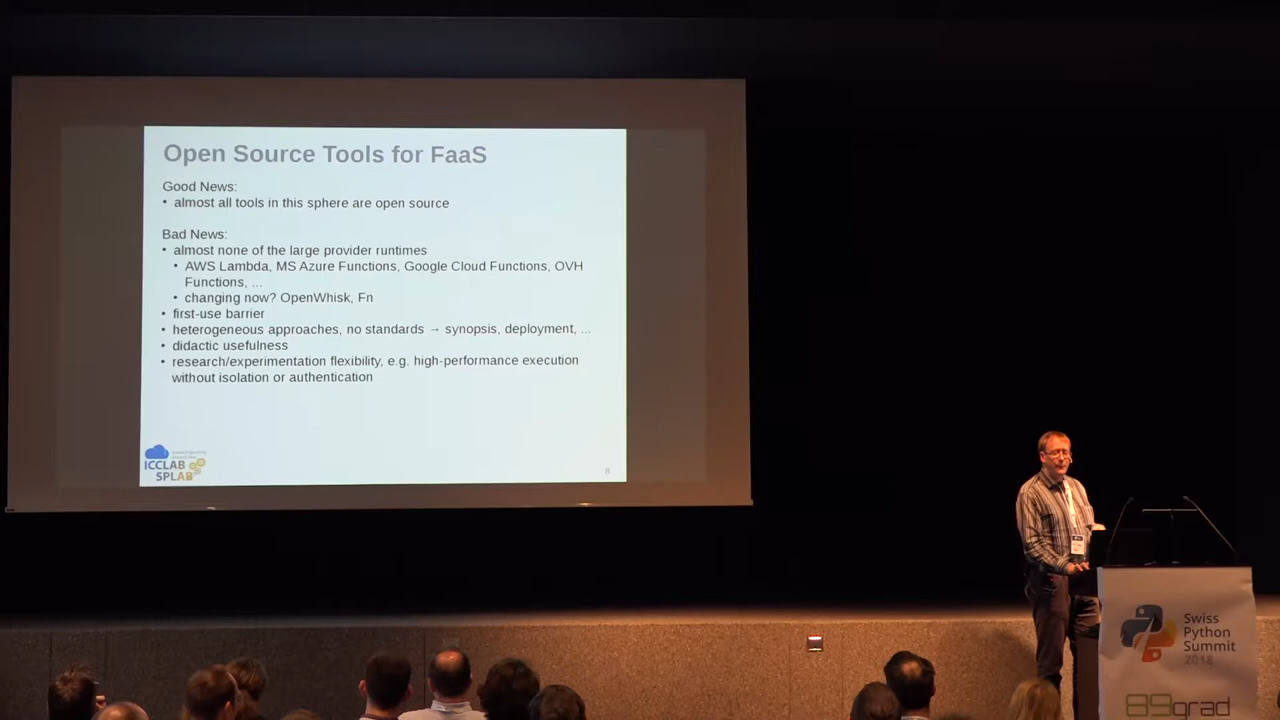 Open Source Tools for FaaS
Good News:
• almost all tools in this sphere are open source
Bad News:
• almost none of the large provider runtimes
• AWS Lambda, MS Azure Functions, Google Cloud Functions, OVH
Functions, ...
• changing now? OpenWhisk, Fn
• first-use barrier
• heterogeneous approaches, no standards → synopsis, deployment, ...
• didactic usefulness
• research/experimentation flexibility, e.g. high-performance execution
without isolation or authentication
ICCLAB
SPLAB
8
Swiss
Python
Summit
2018
89grad